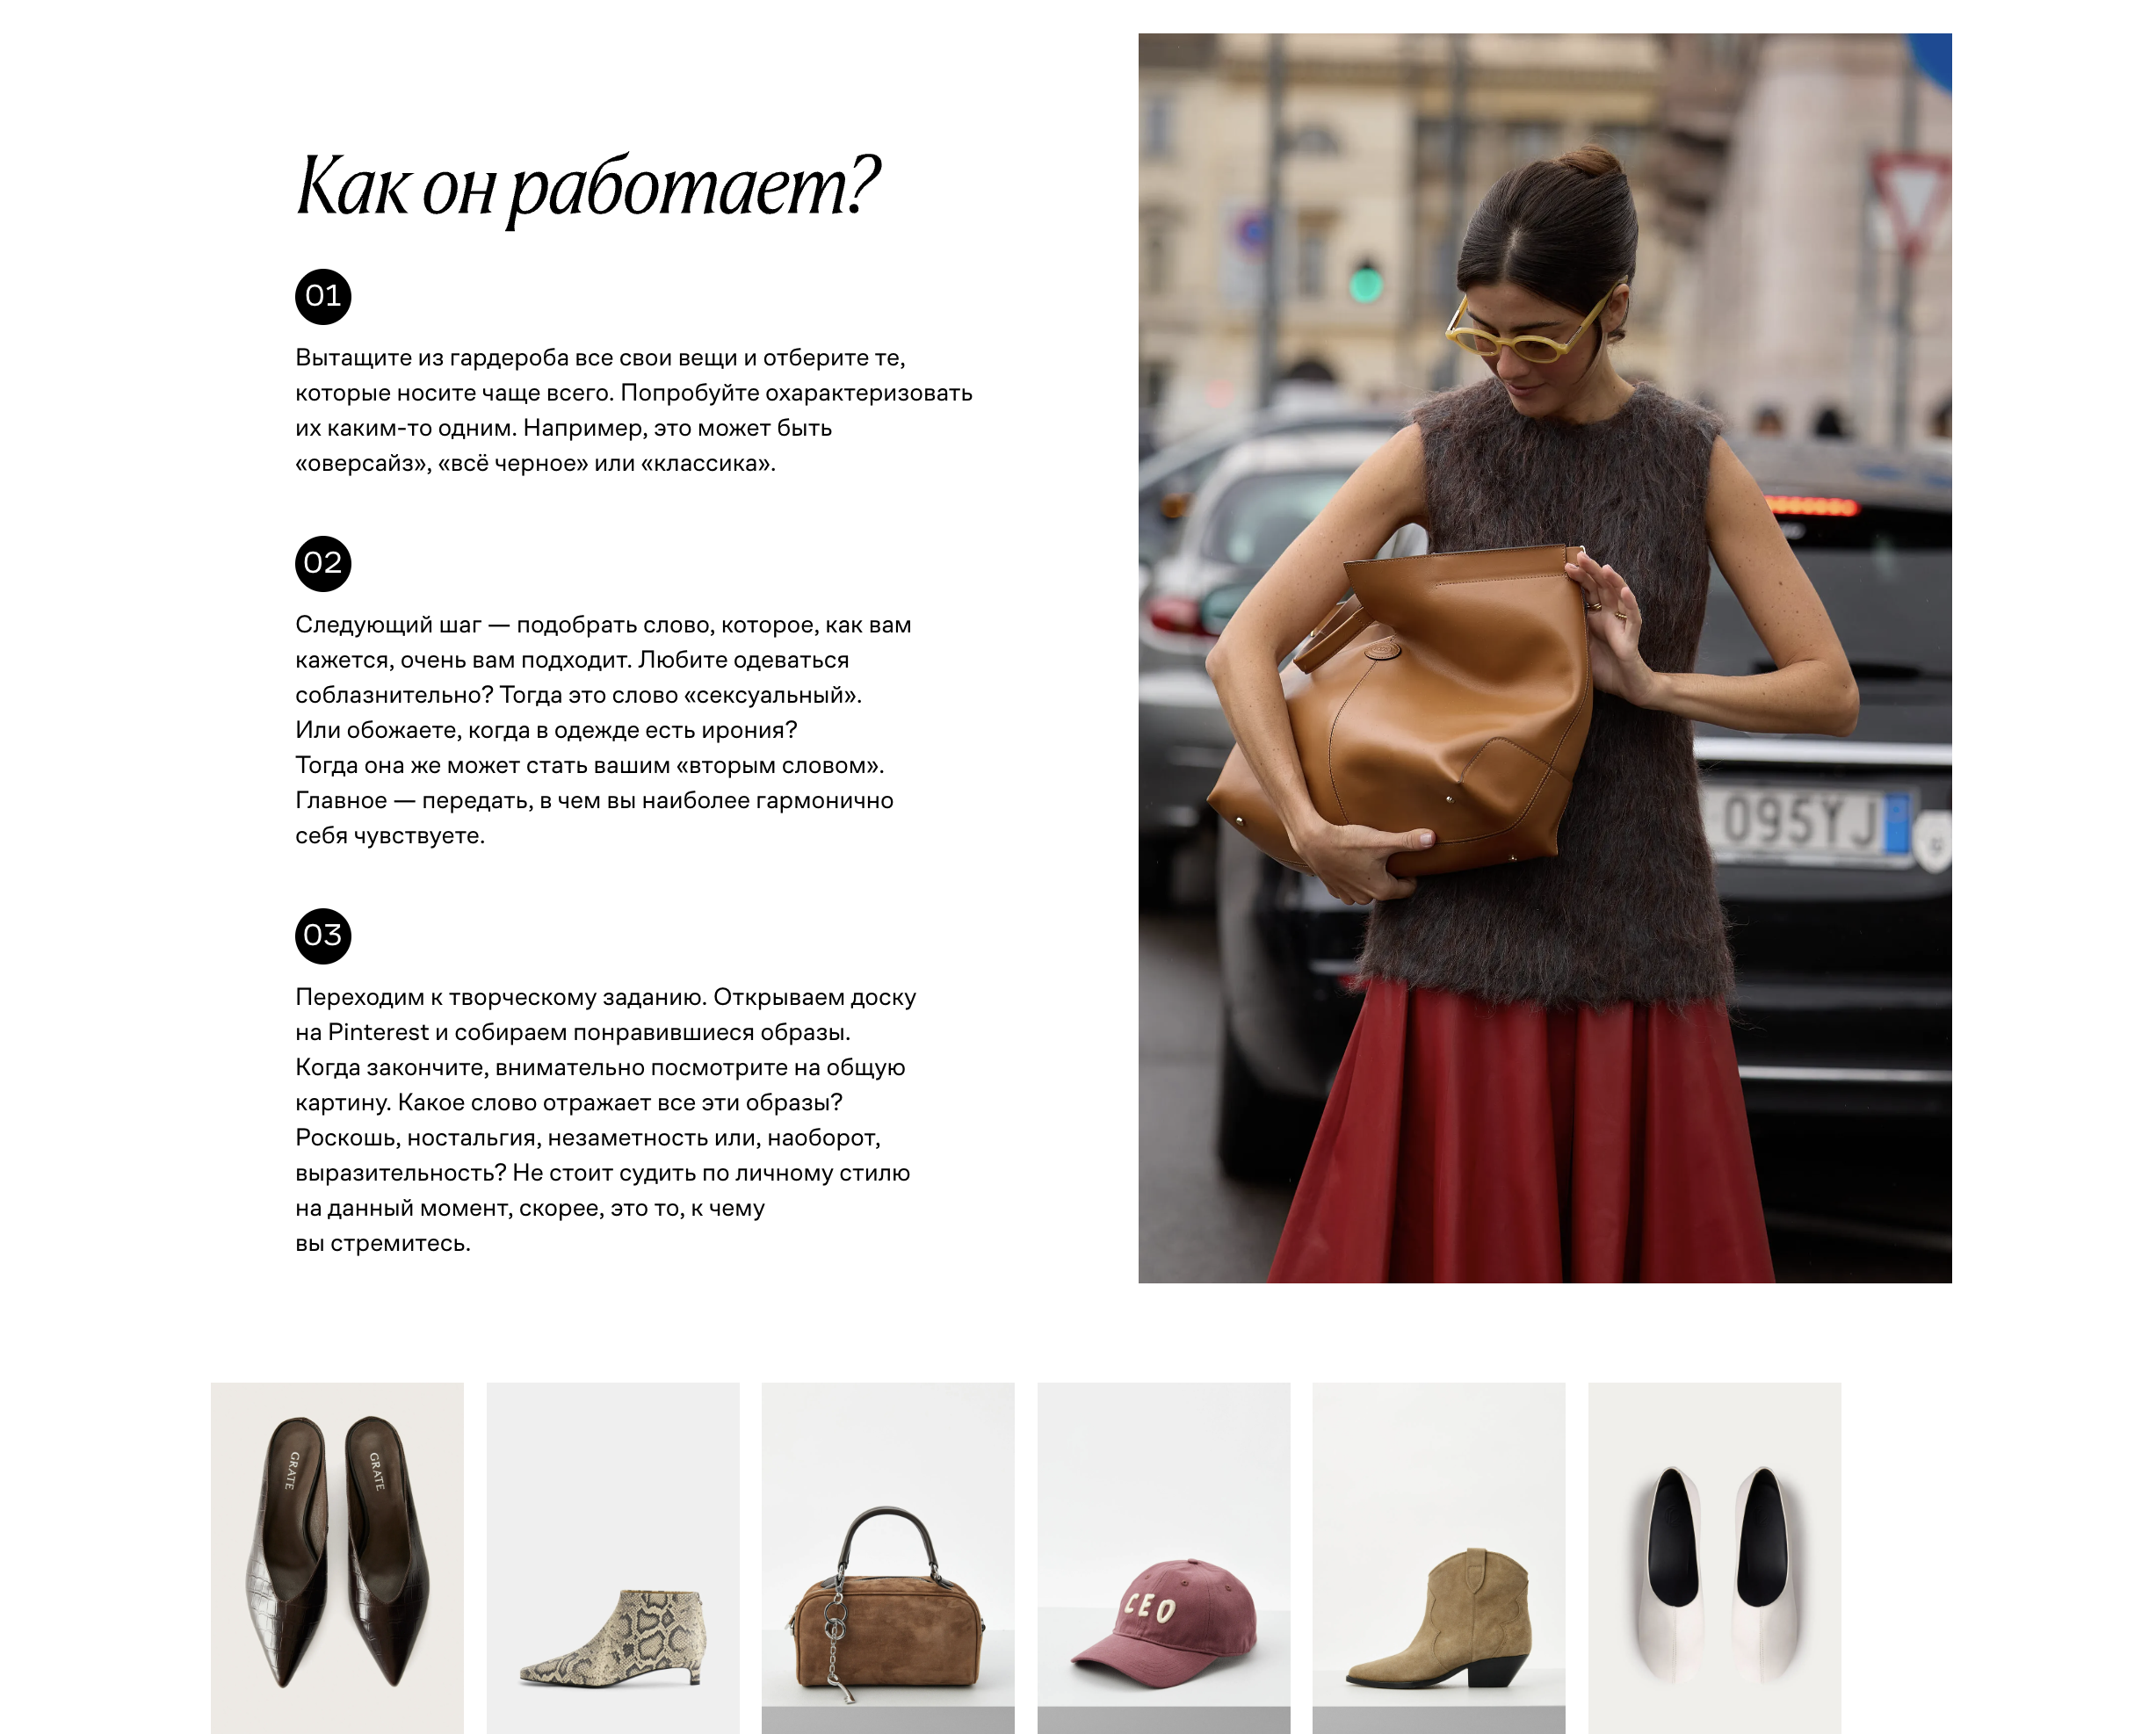 Как он работает?
01
Вытащите из гардероба все свои вещи и отберите те,
которые носите чаще всего. Попробуйте охарактеризовать
их каким-то одним. Например, это может быть
«оверсайз», «всё черное» или «классика».
02
Следующий шаг — подобрать слово, которое, как вам
кажется, очень вам подходит. Любите одеваться
соблазнительно? Тогда это слово «сексуальный».
Или обожаете, когда в одежде есть ирония?
Тогда она же может стать вашим «вторым словом».
Главное — передать, в чем вы наиболее гармонично
себя чувствуете.
03
Переходим к творческому заданию. Открываем доску
на Pinterest и собираем понравившиеся образы.
Когда закончите, внимательно посмотрите на общую
картину. Какое слово отражает все эти образы?
Роскошь, ностальгия, незаметность или, наоборот,
выразительность? Не стоит судить по личному стилю
на данный момент, скорее, это то, к чему
вы стремитесь.
095YJ
GRATE
GRATE
CEO